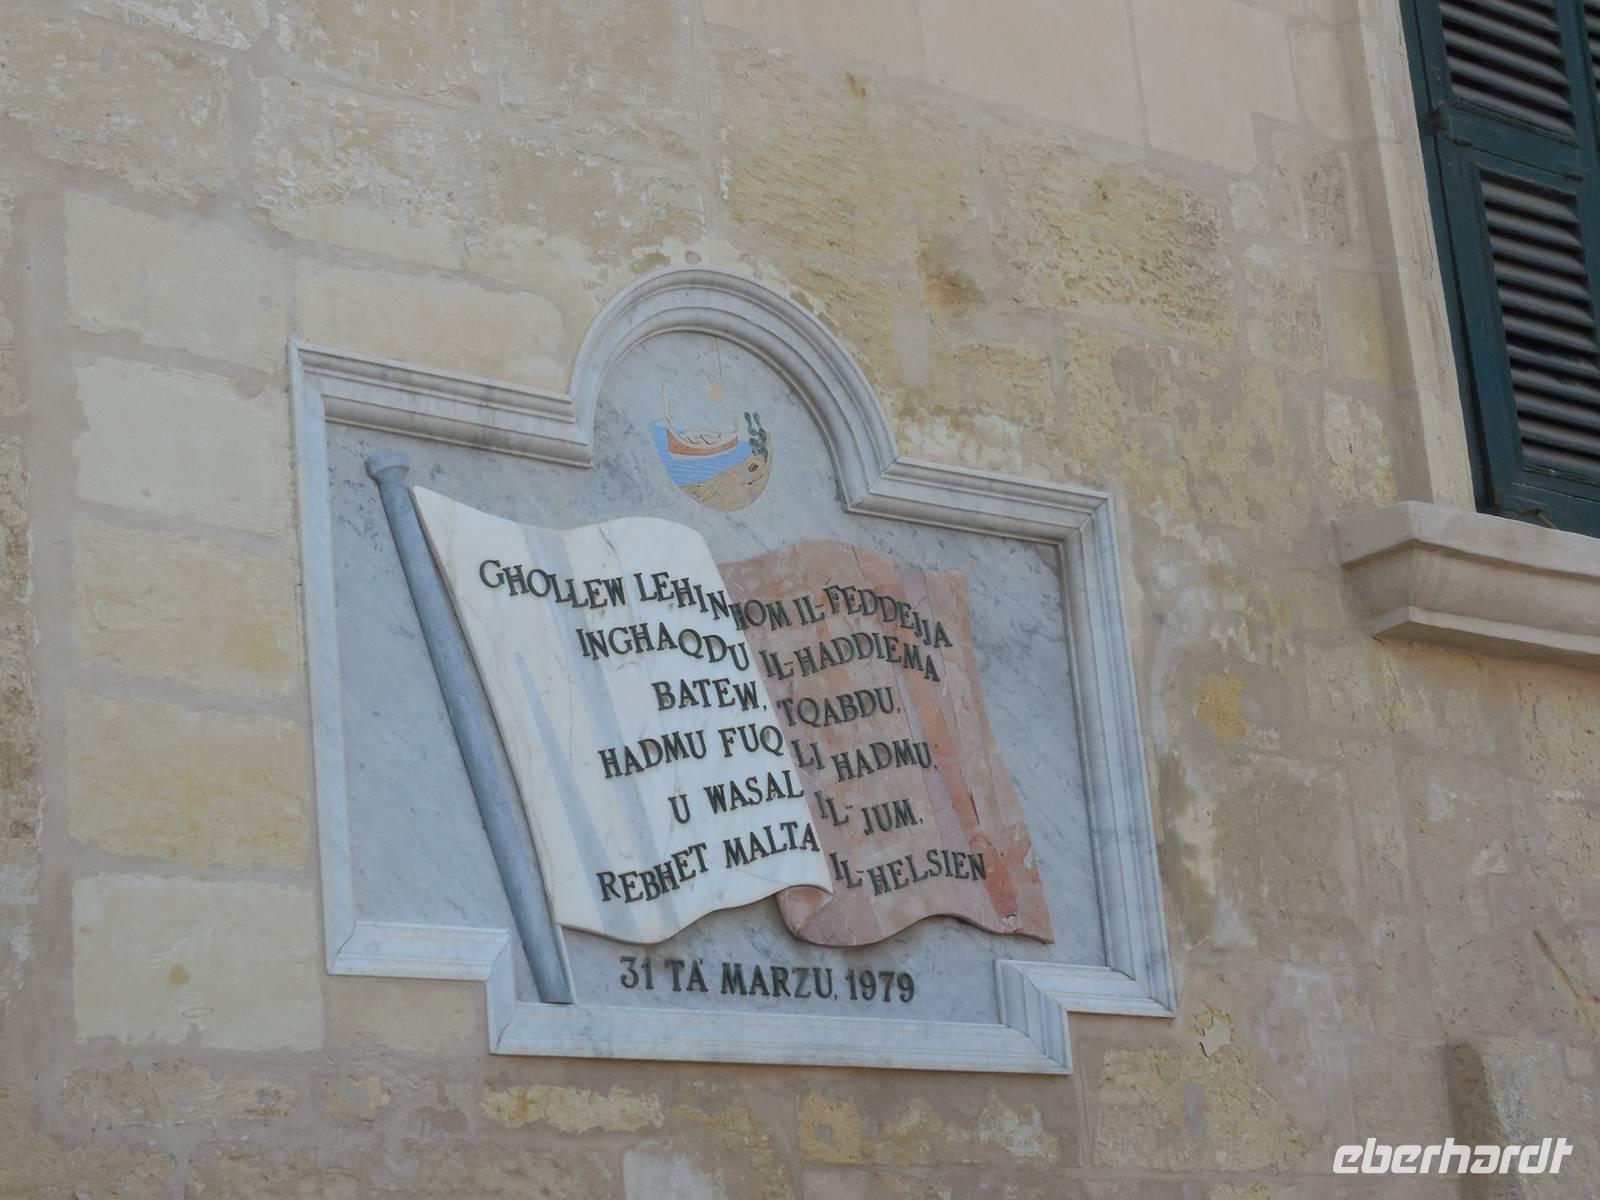 GHOLLEW LEHINHOM IL-FEDDEJJA
INGHAQDU IL-HADDIEMA
BATEW, TQABDU,
HADMU FUQ LI HADMU;
U WASAL IL-JUM,
REBHET MALTA IL-HELSIEN
31 TA' MARZU, 1979
eberhardt